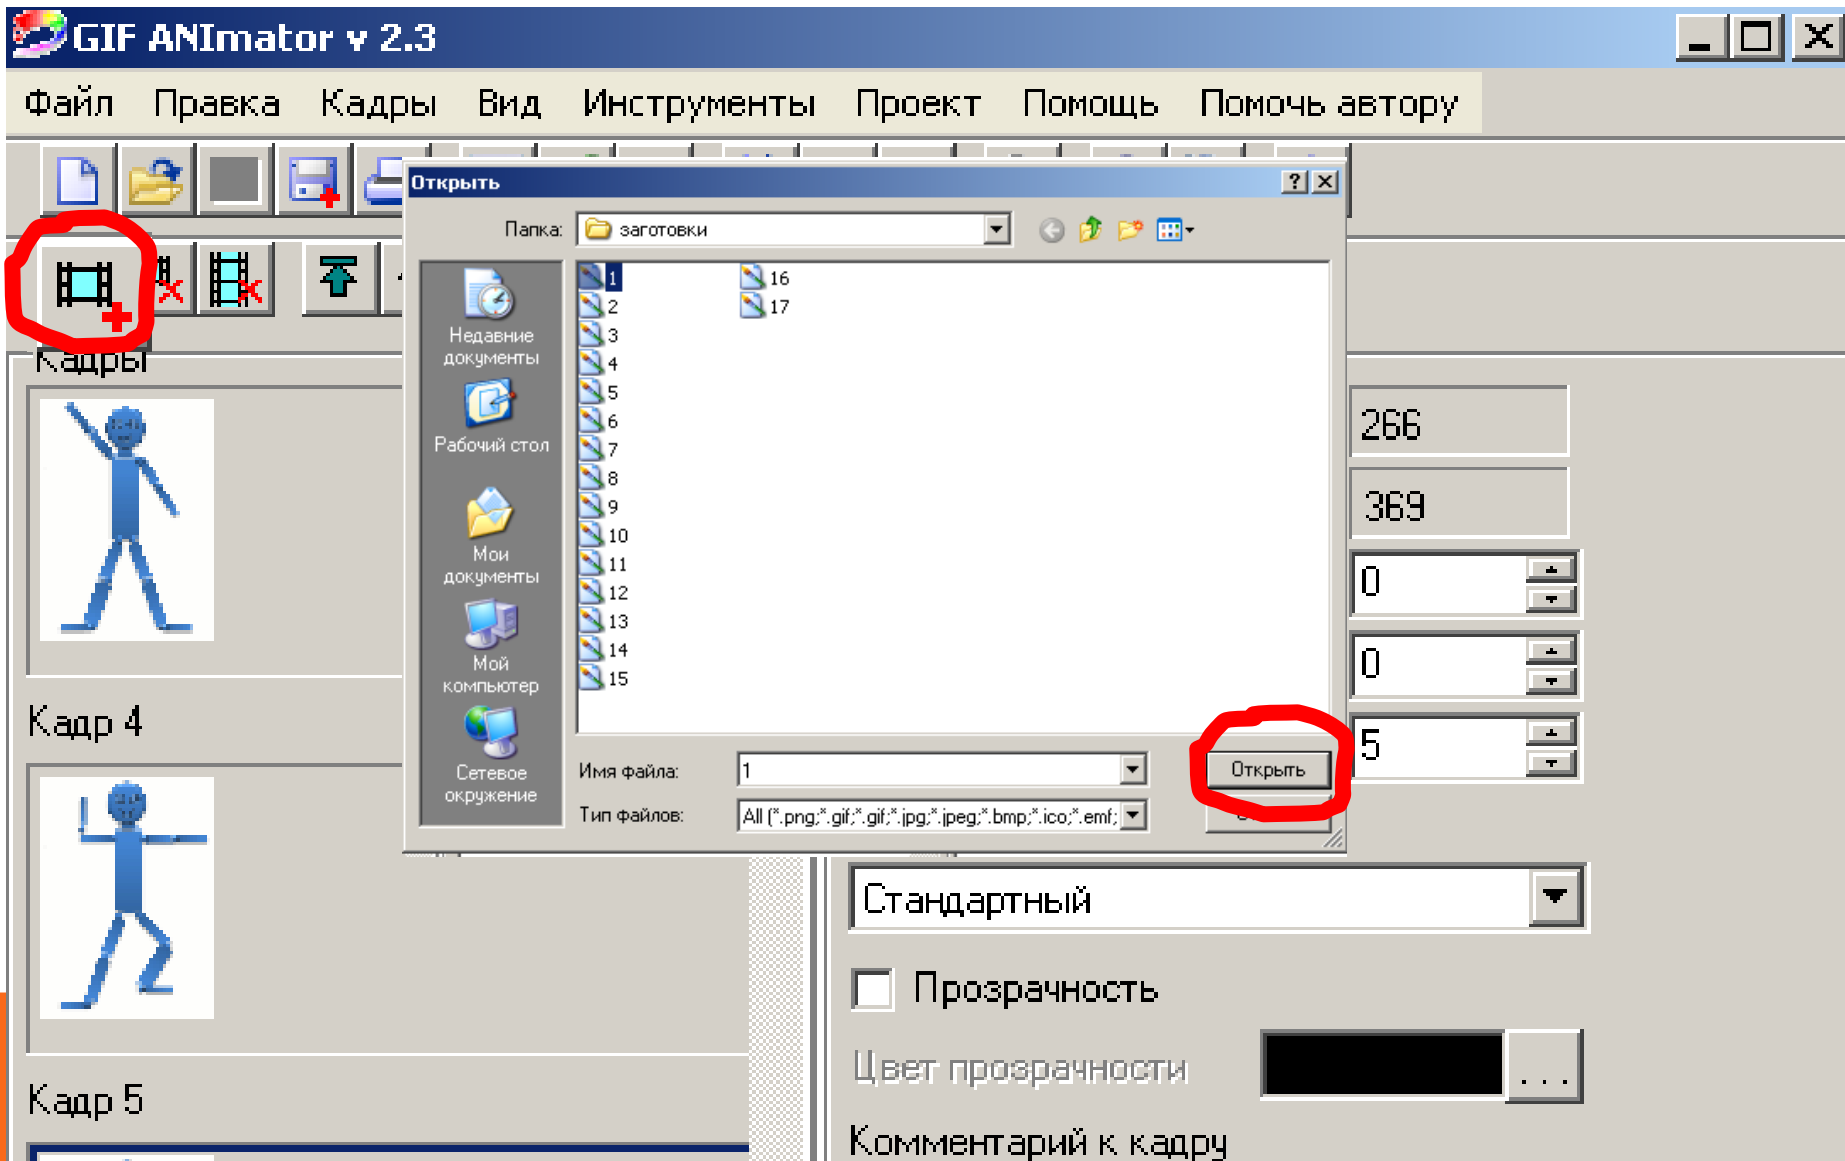 GIF ANImator v 2.3
Файл Правка Кадры Вид Инструменты Проект Помощь Помочь автору
Открыть
Папка: заготовки
Недавние документы
Рабочий стол
Мои документы
Мой компьютер
Сетевое окружение
1
2
3
4
5
6
7
8
9
10
11
12
13
14
15
16
17
Имя файла: 1
Открыть
Тип файлов: All (*.png;*.gif;*.gif;*.jpg;*.jpeg;*.bmp;*.ico;*.emf;
Кадры
Кадр 4
Кадр 5
266
369
0
0
5
Стандартный
Прозрачность
Цвет прозрачности
...
Комментарий к кадру